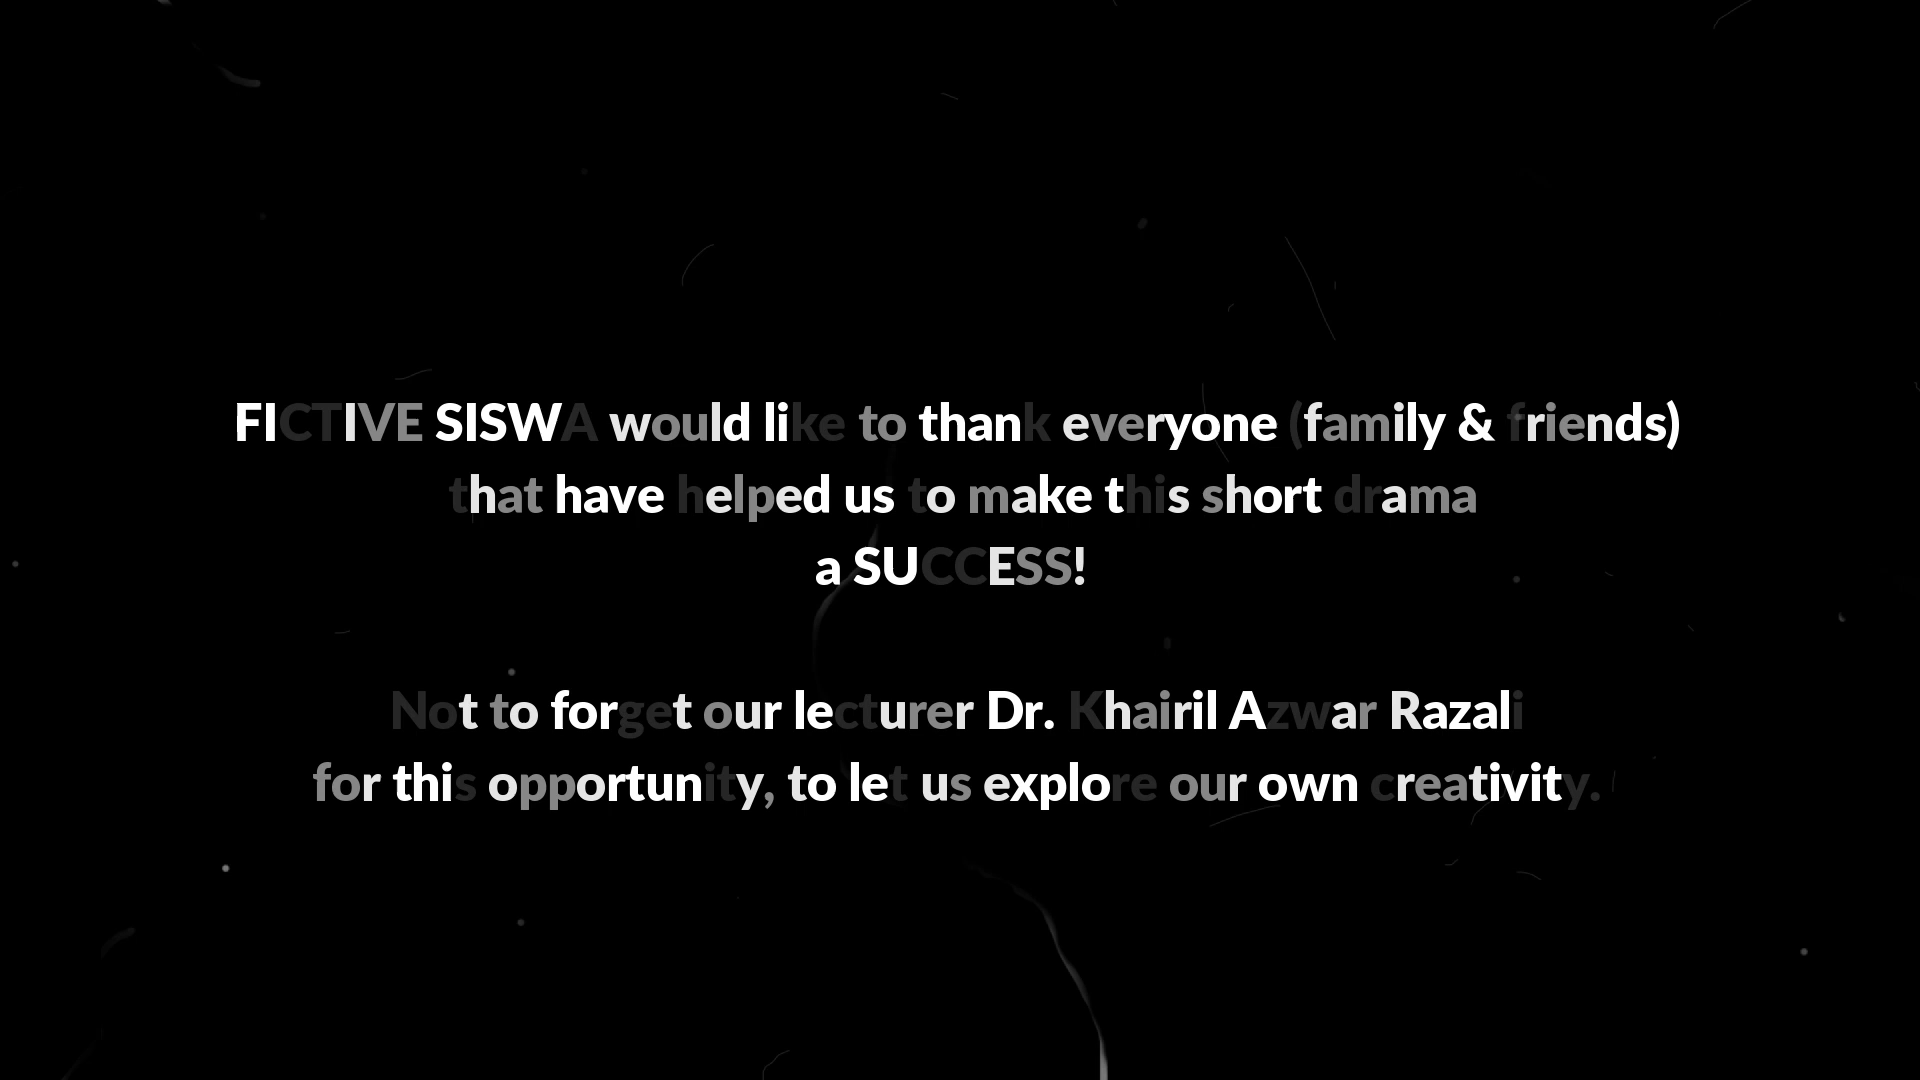 FICTIVE SISWA would like to thank everyone (family & friends)
that have helped us to make this short drama
a SUCCESS!
Not to forget our lecturer Dr. Khairil Azwar Razali
for this opportunity, to let us explore our own creativity.